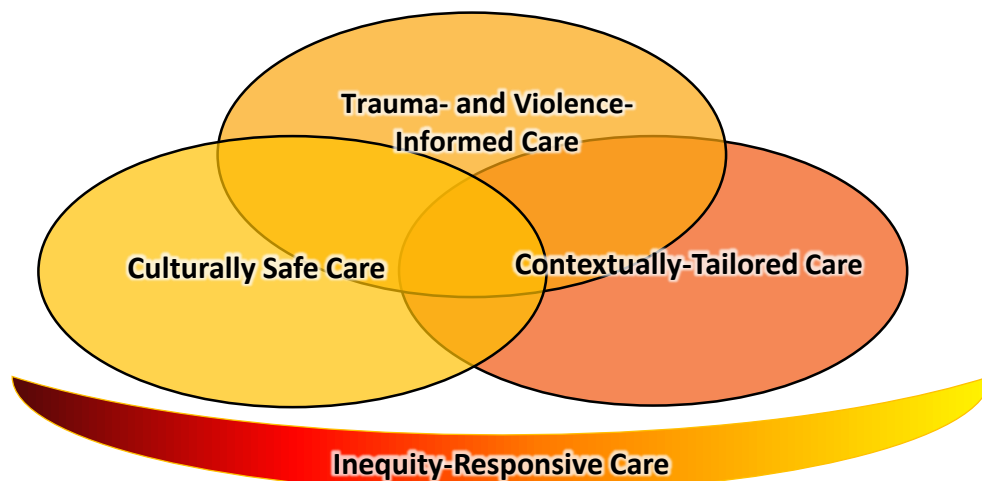 Trauma- and Violence-
Informed Care
Culturally Safe Care
Contextually-Tailored Care
Inequity-Responsive Care